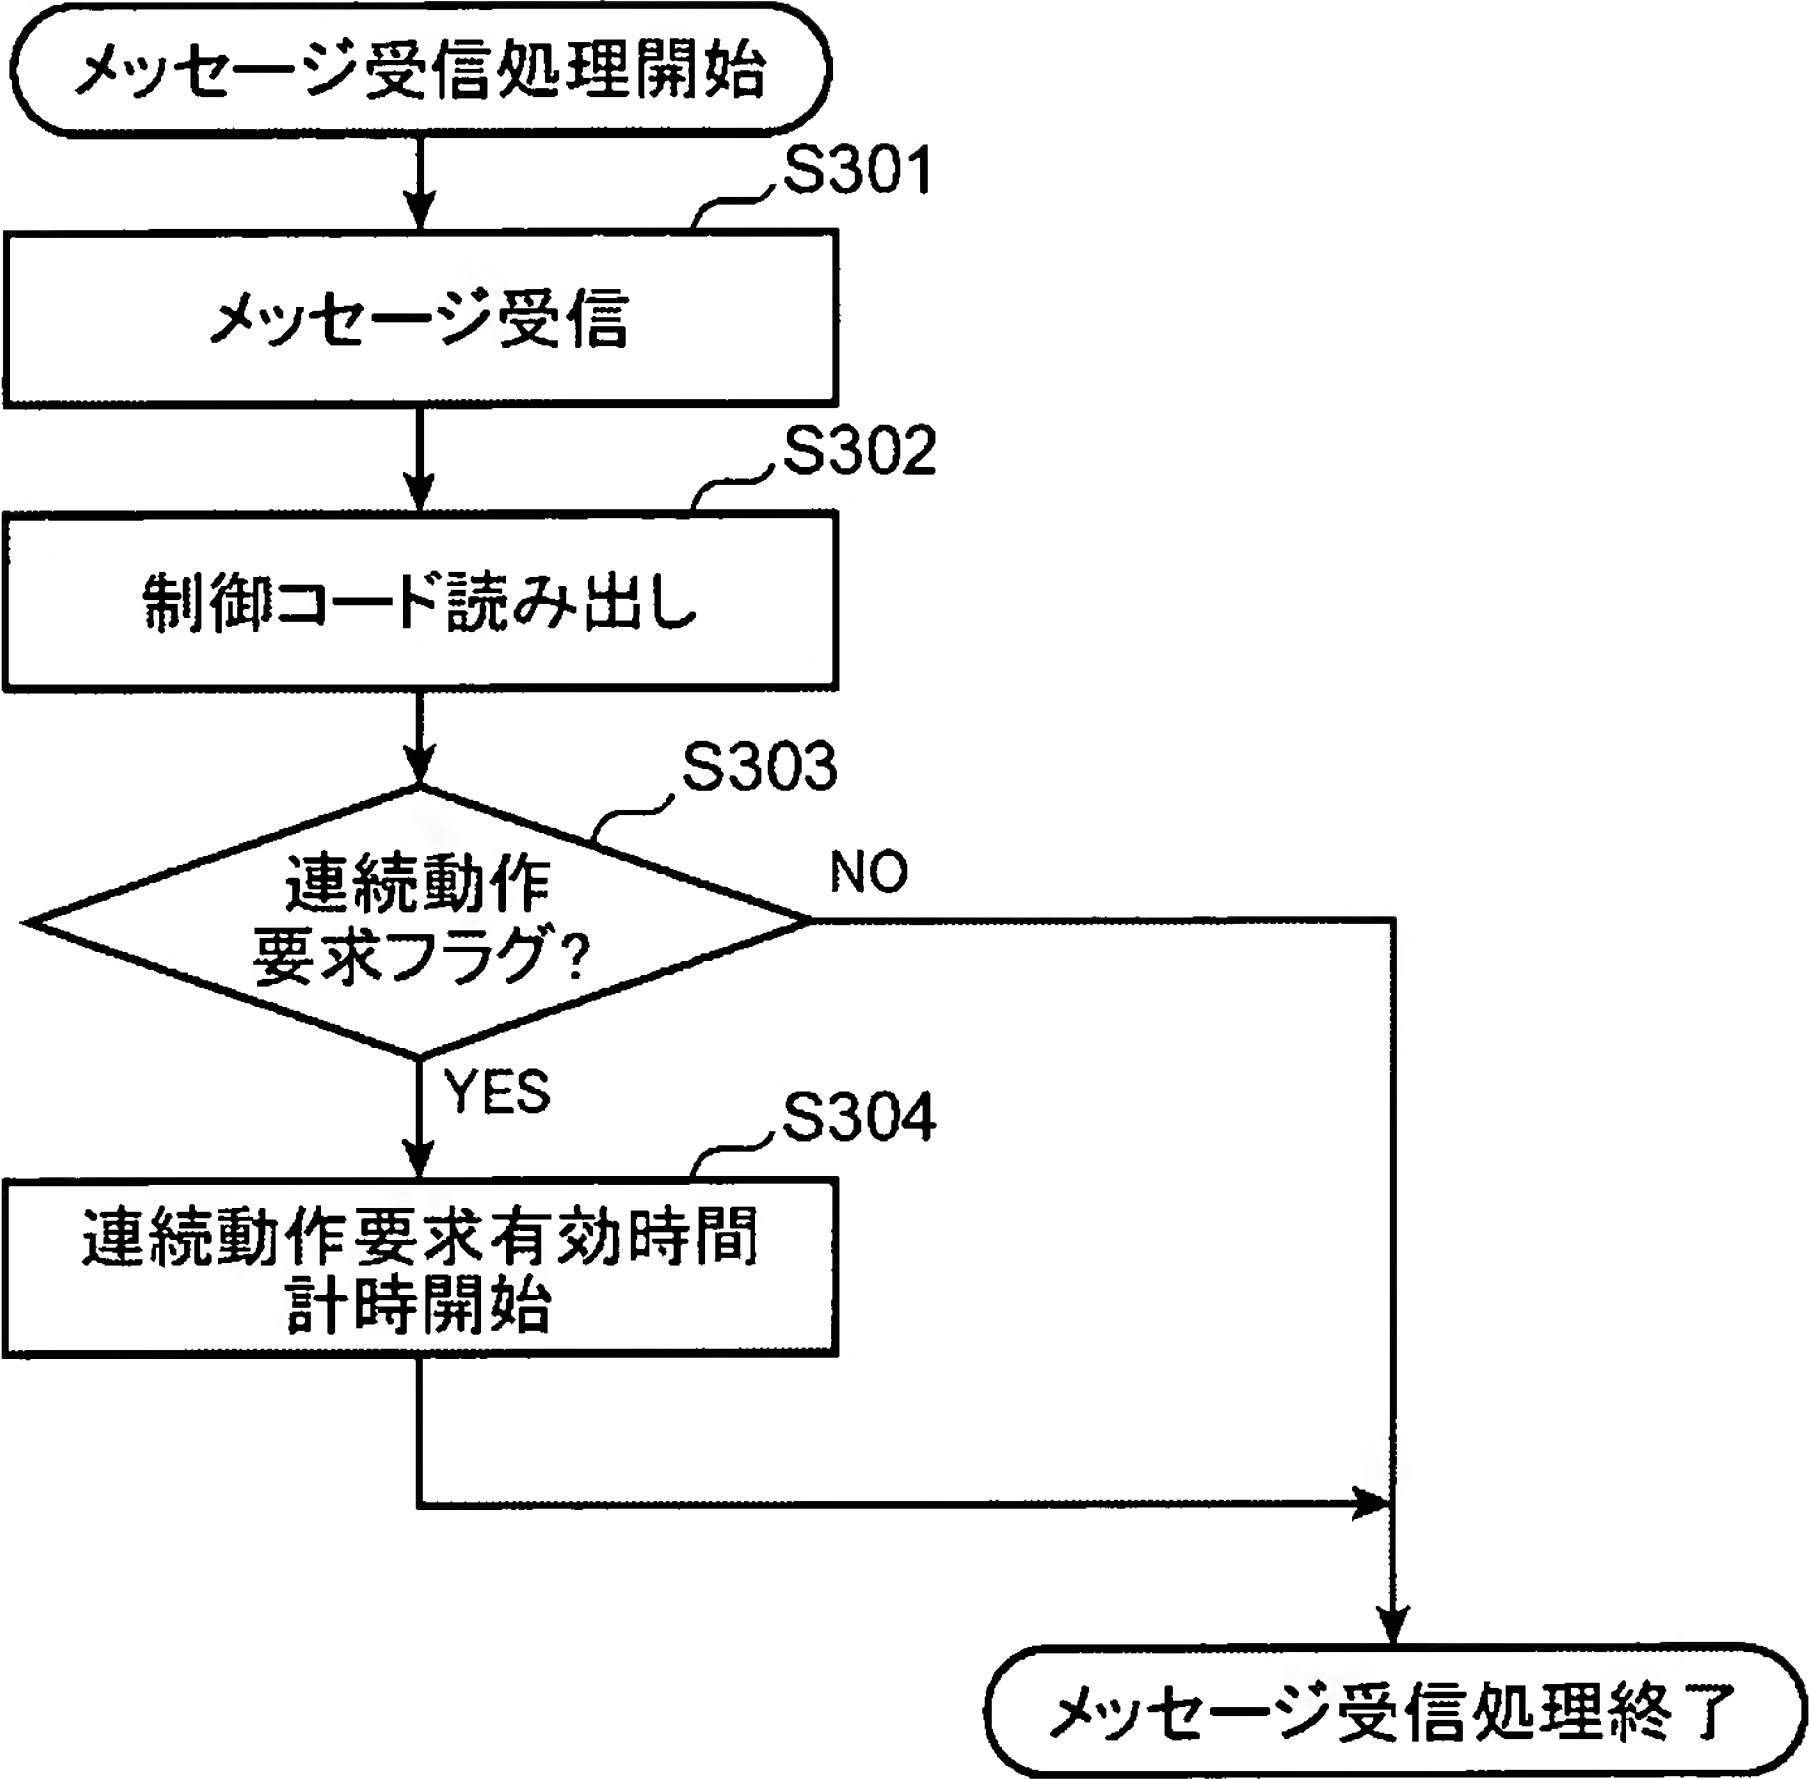 メッセージ受信処理開始
S301
メッセージ受信
S302
制御コード読み出し
S303
連続動作
要求フラグ?
NO
YES
S304
連続動作要求有効時間
計時開始
メッセージ受信処理終了